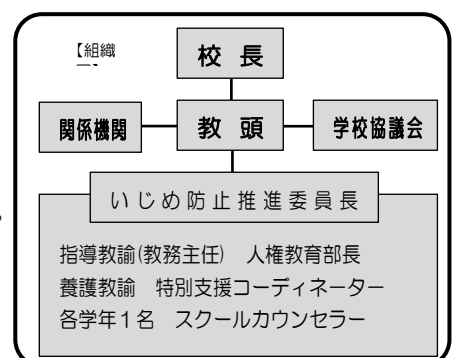 【組織
校長
関係機関 教頭 学校協議会
いじめ防止推進委員長
指導教諭(教務主任) 人権教育部長
養護教諭 特別支援コーディネーター
各学年１名 スクールカウンセラー